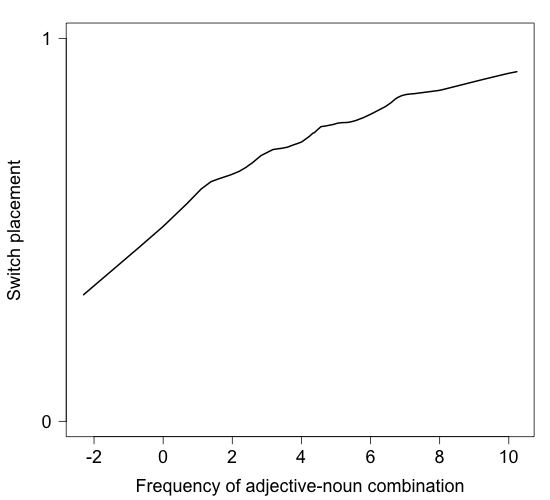 1
Switch placement
0
-2 0 2 4 6 8 10
Frequency of adjective-noun combination